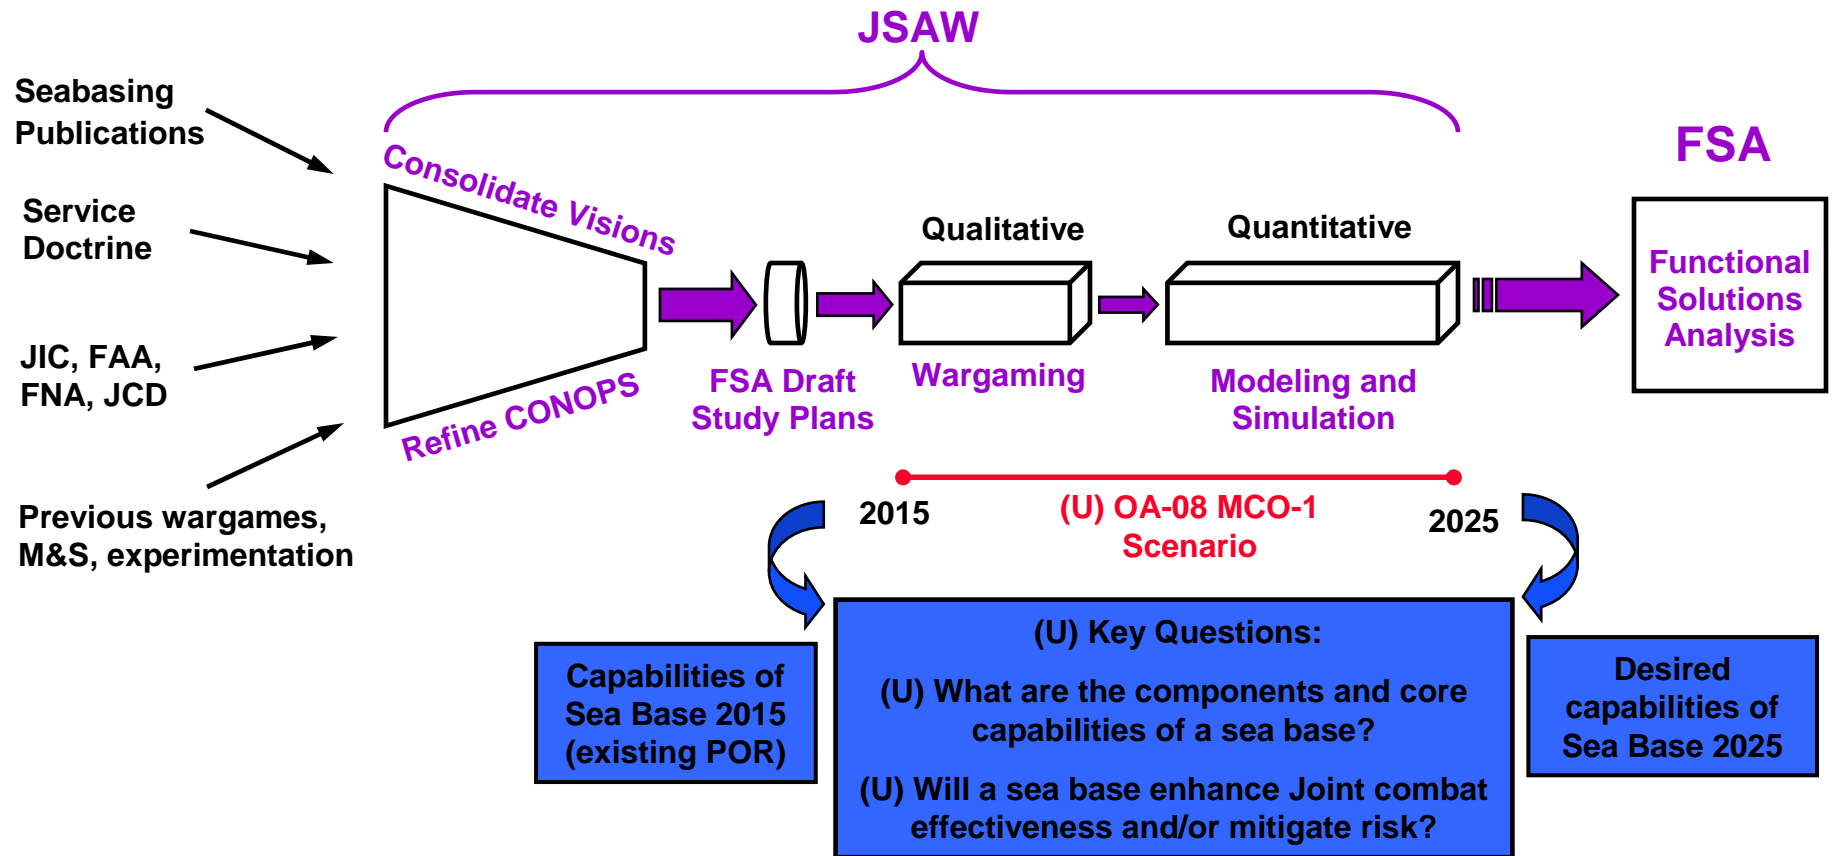 JSAW
Seabasing
Publications
Service
Doctrine
JIC, FAA,
FNA, JCD
Previous wargames,
M&S, experimentation
Consolidate Visions
Refine CONOPS
FSA Draft
Study Plans
Qualitative
Wargaming
Quantitative
Modeling and
Simulation
FSA
Functional
Solutions
Analysis
2015
(U) OA-08 MCO-1
Scenario
2025
Capabilities of
Sea Base 2015
(existing POR)
(U) Key Questions:
(U) What are the components and core
capabilities of a sea base?
(U) Will a sea base enhance Joint combat
effectiveness and/or mitigate risk?
Desired
capabilities of
Sea Base 2025